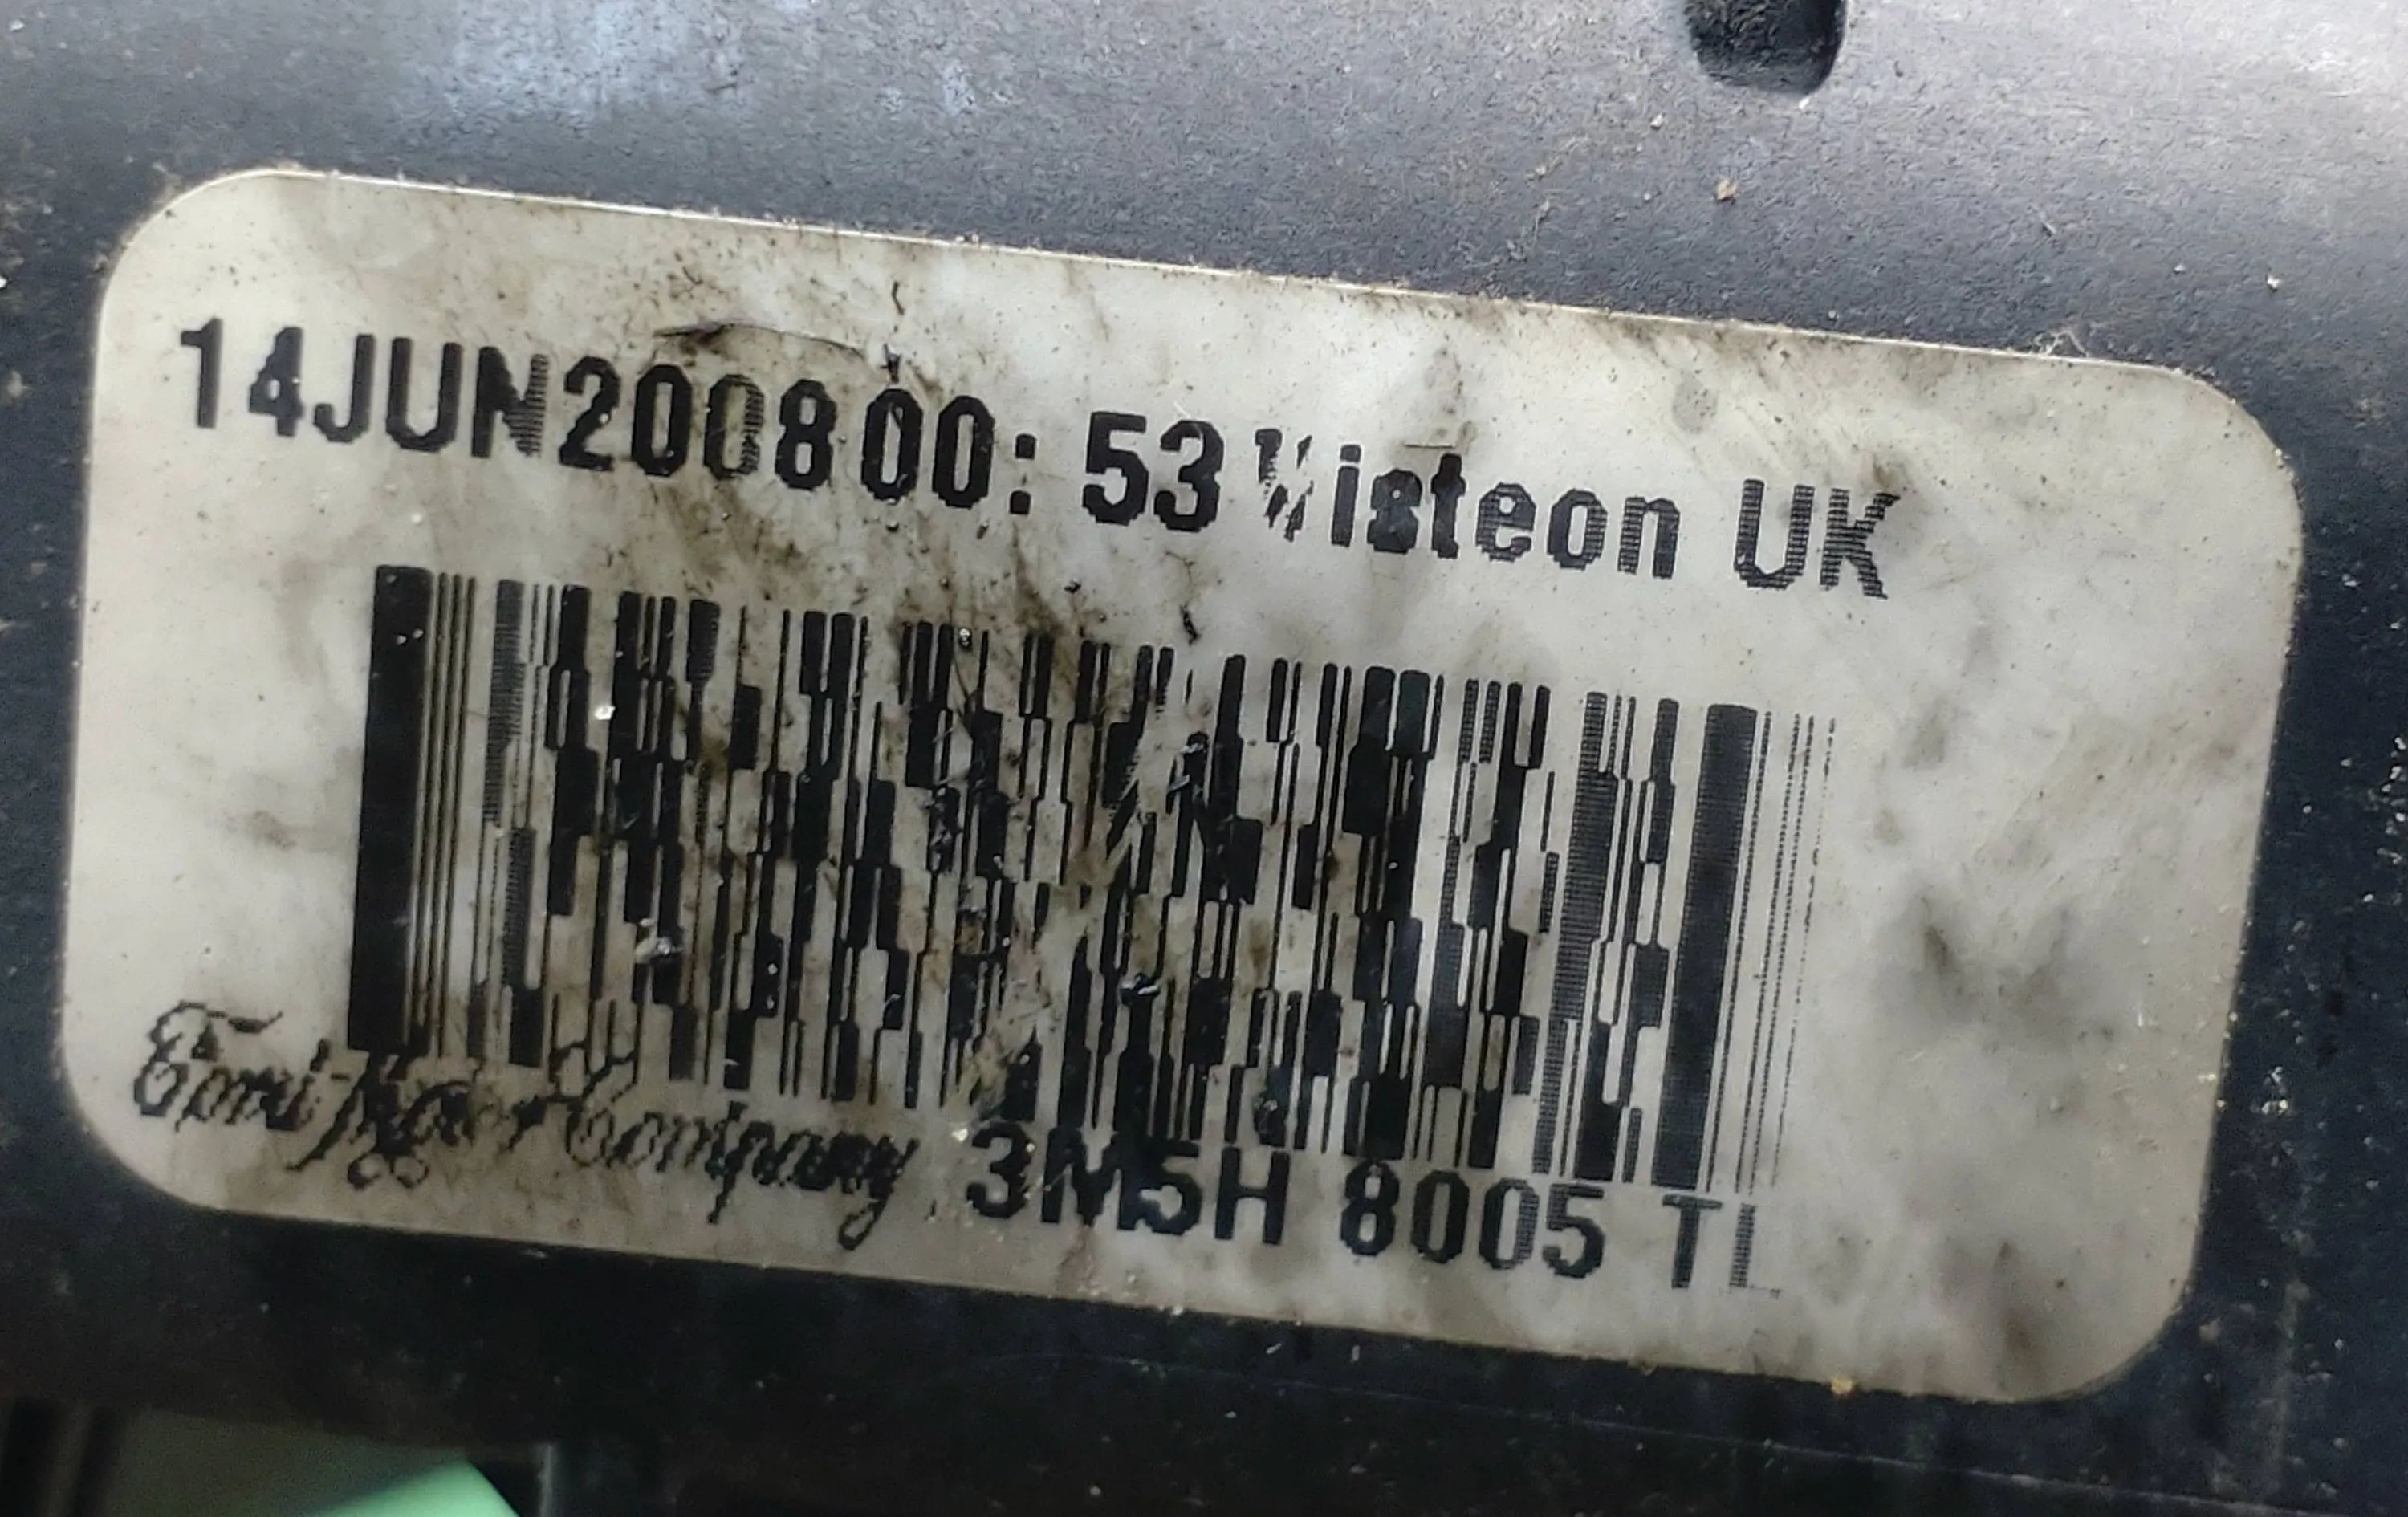 14JUN200800: 53 Visteon UK
Ford Motor Company 3M5H 8005 TL